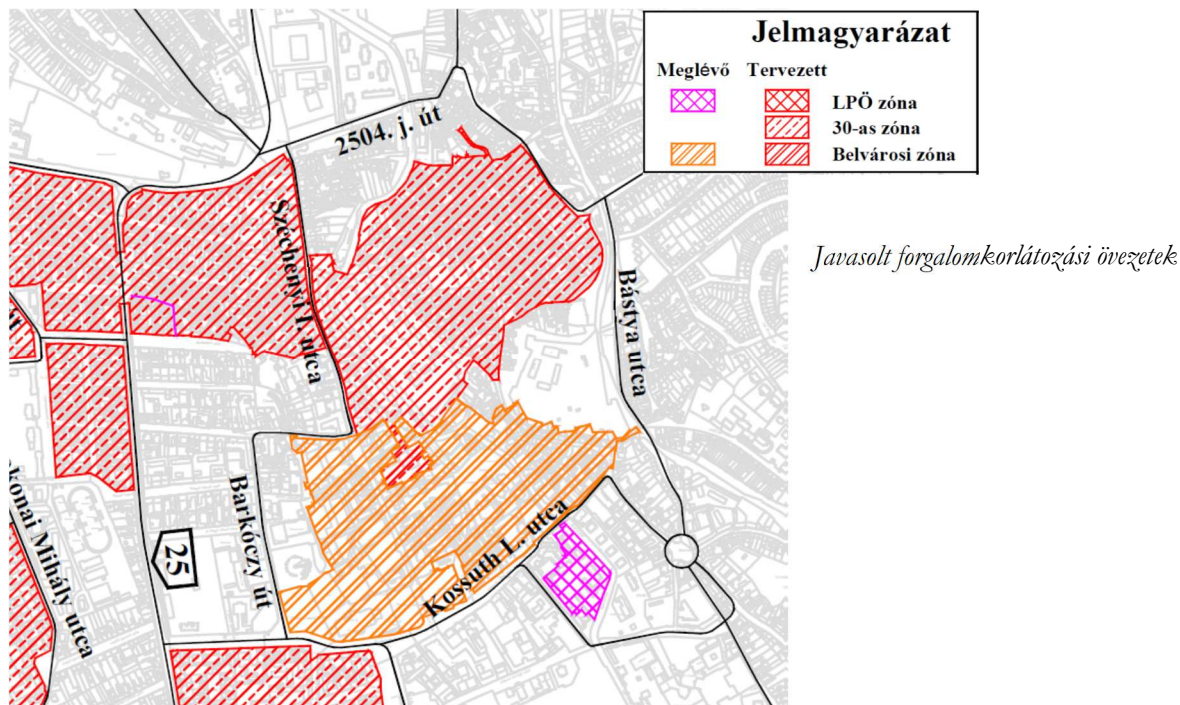 Jelmagyarázat
Meglévő Tervezett
LPÖ zóna
30-as zóna
Belvárosi zóna
2504. j. út
Széchenyi I. utca
Bástya utca
Javasolt forgalomkorlátozási övezetek
Barkóczy út
Kossuth L. utca
25
konai Mihály utca